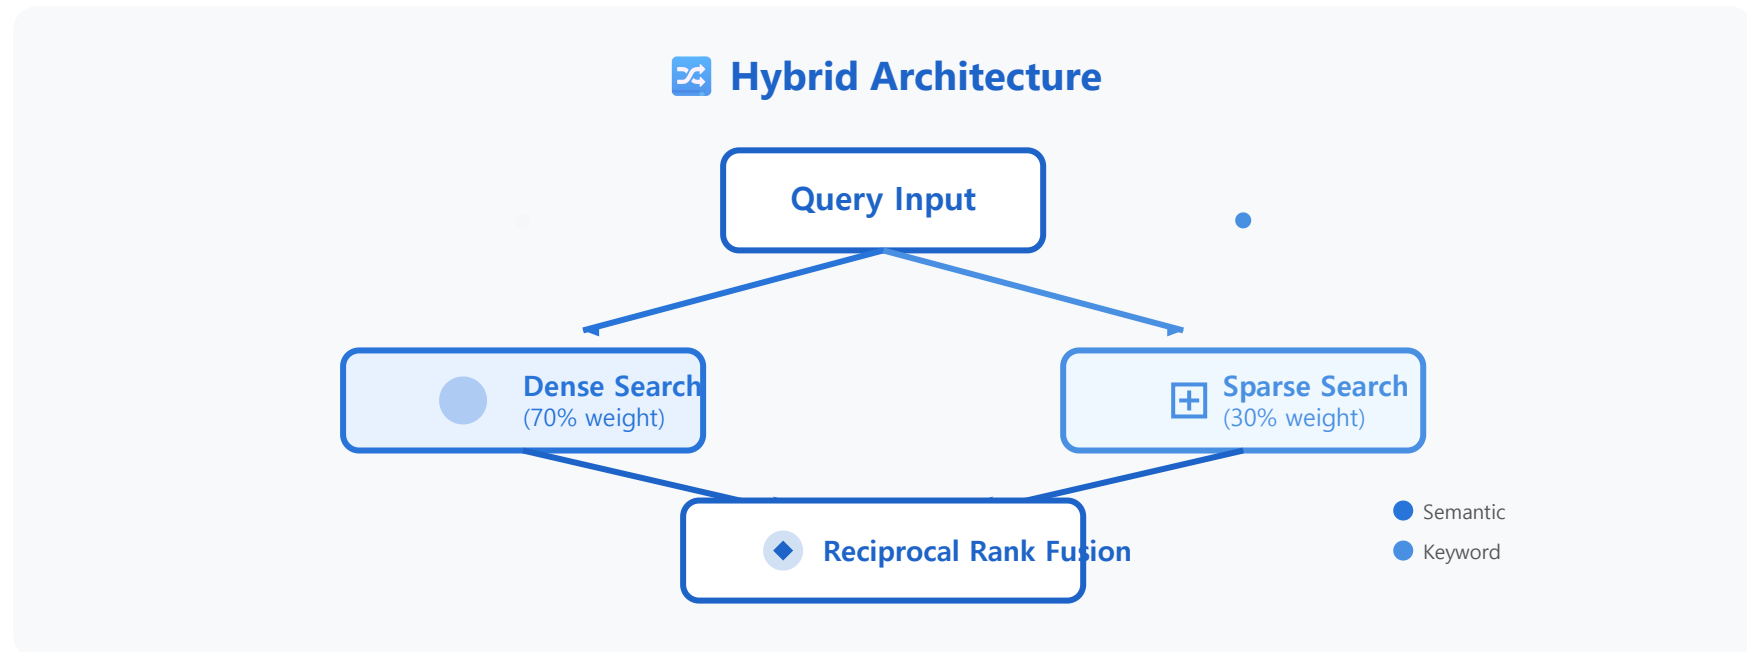 Hybrid Architecture
Query Input
Dense Search
(70% weight)
Sparse Search
(30% weight)
Reciprocal Rank Fusion
Semantic
Keyword